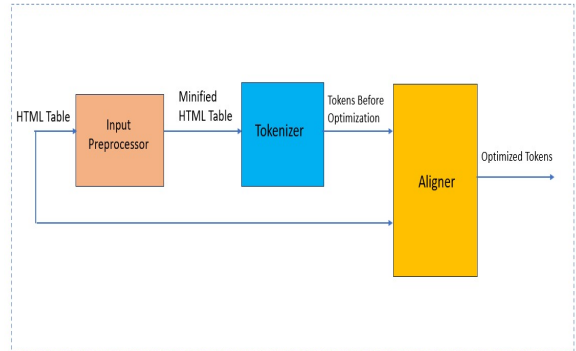 HTML Table
Input
Preprocessor
Minified
HTML Table
Tokenizer
Tokens Before
Optimization
Aligner
Optimized Tokens